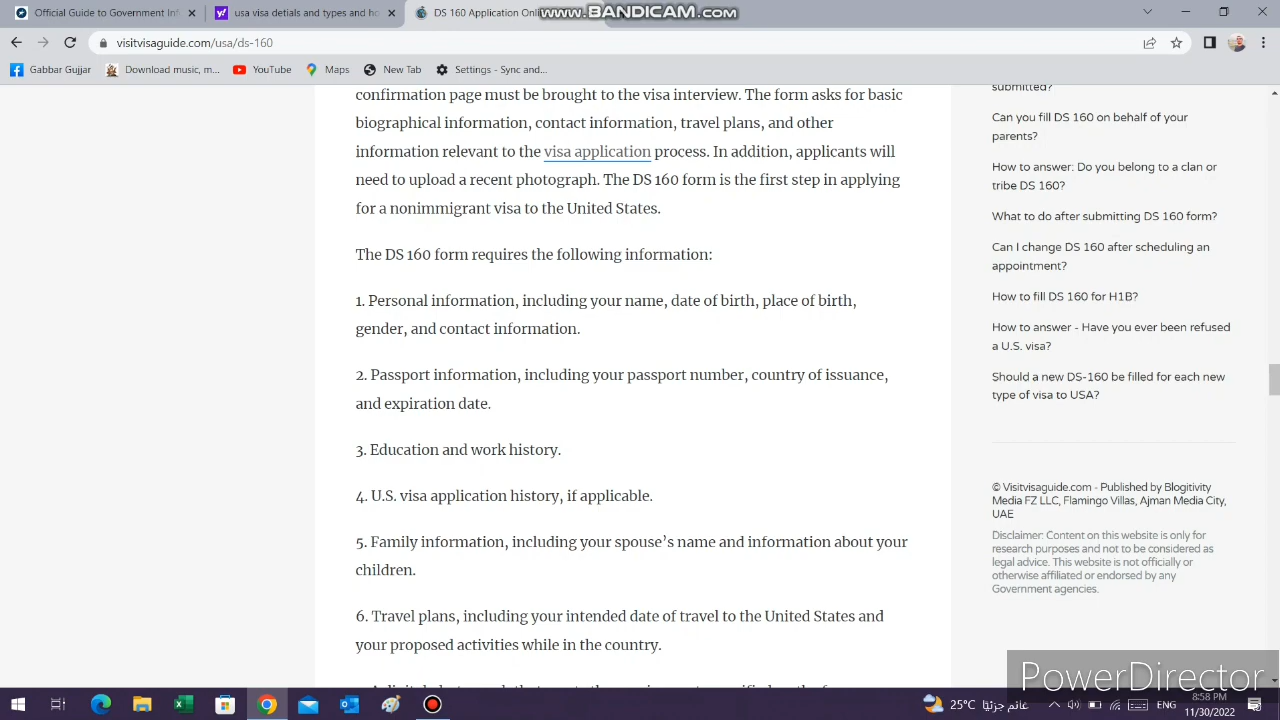 Official Guide to Government Inf
usa visa detials and types and ho
DS 160 Application Onli
www.BANDICAM.com
visitvisaguide.com/usa/ds-160
Gabbar Gujjar
Download music, m...
YouTube
Maps
New Tab
Settings - Sync and...
confirmation page must be brought to the visa interview. The form asks for basic
biographical information, contact information, travel plans, and other
information relevant to the visa application process. In addition, applicants will
need to upload a recent photograph. The DS 160 form is the first step in applying
for a nonimmigrant visa to the United States.
The DS 160 form requires the following information:
1. Personal information, including your name, date of birth, place of birth,
gender, and contact information.
2. Passport information, including your passport number, country of issuance,
and expiration date.
3. Education and work history.
4. U.S. visa application history, if applicable.
5. Family information, including your spouse’s name and information about your
children.
6. Travel plans, including your intended date of travel to the United States and
your proposed activities while in the country.
submitted?
Can you fill DS 160 on behalf of your
parents?
How to answer: Do you belong to a clan or
tribe DS 160?
What to do after submitting DS 160 form?
Can I change DS 160 after scheduling an
appointment?
How to fill DS 160 for H1B?
How to answer - Have you ever been refused
a U.S. visa?
Should a new DS-160 be filled for each new
type of visa to USA?
© Visitvisaguide.com - Published by Blogitivity
Media FZ LLC, Flamingo Villas, Ajman Media City,
UAE
Disclaimer: Content on this website is only for
research purposes and not to be considered as
legal advice. This website is not officially or
otherwise affiliated or endorsed by any
Government agencies.
PowerDirector
25°C غائم جزئيًا
ENG
8:58 PM
11/30/2022